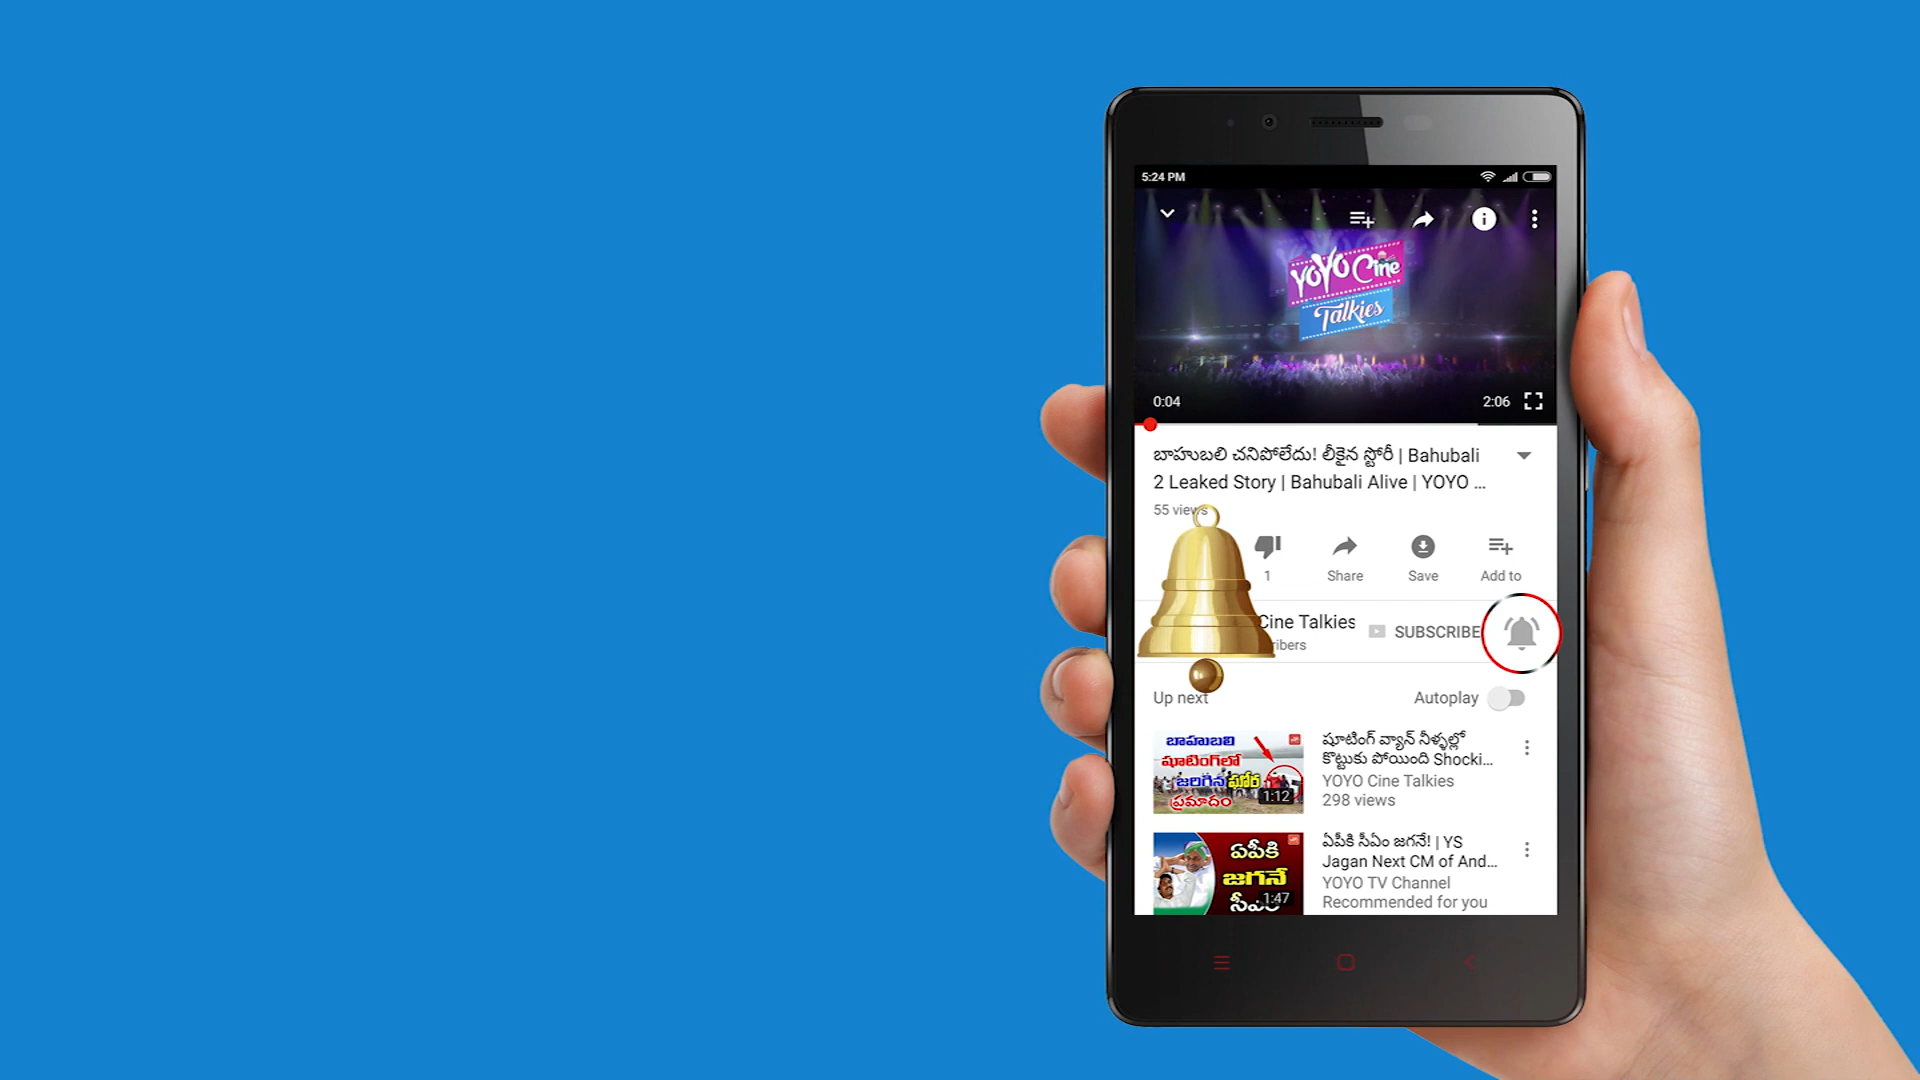 5:24 PM
YOYO Cine
Talkies
0:04
2:06
బాహుబలి చనిపోలేదు! లీకైన స్టోరీ | Bahubali
2 Leaked Story | Bahubali Alive | YOYO ...
55 views
1
Share
Save
Add to
Cine Talkies
SUBSCRIBE
ribers
Up next
Autoplay
బాహుబలి
షూటింగ్‌లో
జరిగిన ఘోర
ప్రమాదం
1:12
షూటింగ్ వ్యాన్ నీళ్ళల్లో
కొట్టుకు పోయింది Shocki...
YOYO Cine Talkies
298 views
ఏపీకి
జగనే
సీఎం
1:47
ఏపీకి సీఎం జగనే! | YS
Jagan Next CM of And...
YOYO TV Channel
Recommended for you